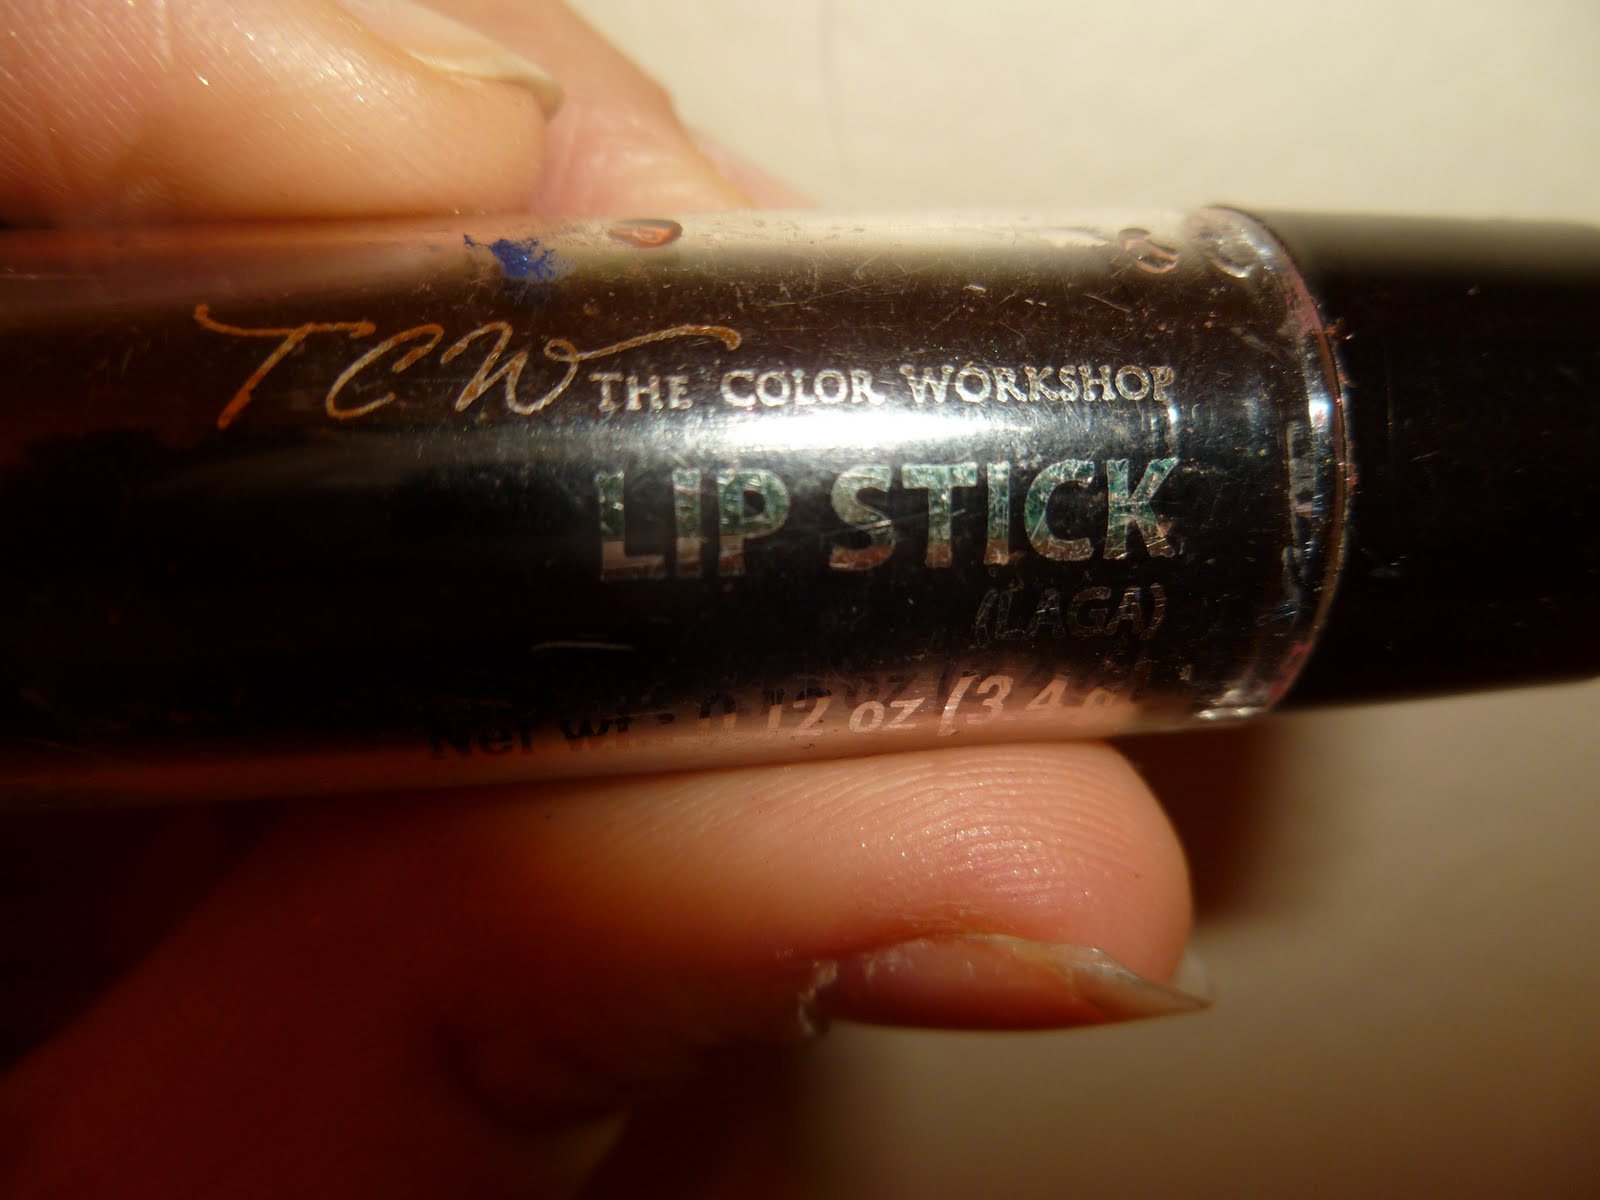 TCW THE COLOR WORKSHOP
LIP STICK
(LAGA)
Net wt. 0.12 oz (3.4 g